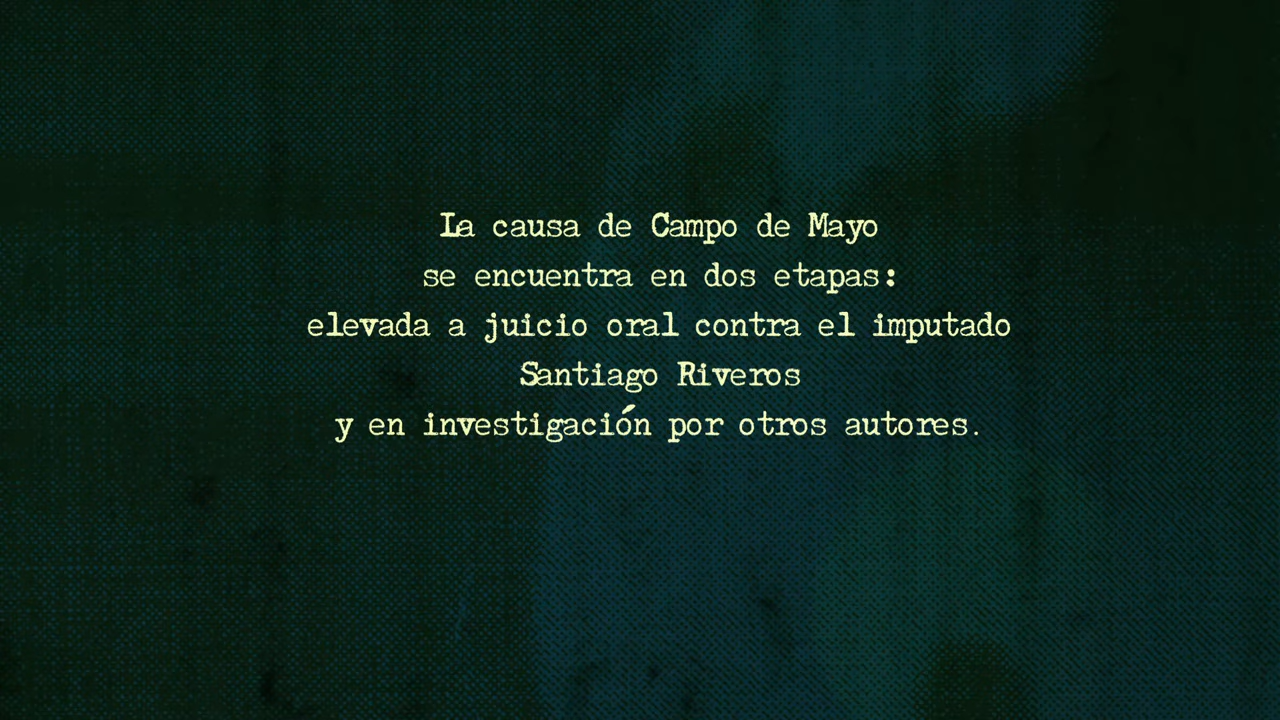 La causa de Campo de Mayo
se encuentra en dos etapas:
elevada a juicio oral contra el imputado
Santiago Riveros
y en investigación por otros autores.